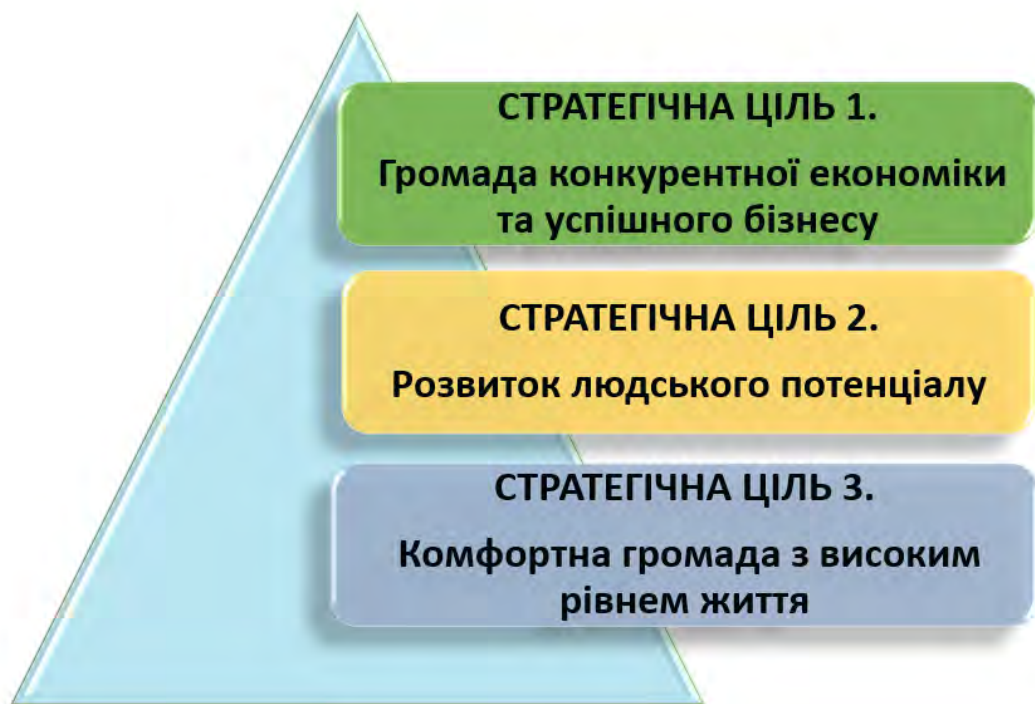 СТРАТЕГІЧНА ЦІЛЬ 1.
Громада конкурентної економіки
та успішного бізнесу
СТРАТЕГІЧНА ЦІЛЬ 2.
Розвиток людського потенціалу
СТРАТЕГІЧНА ЦІЛЬ 3.
Комфортна громада з високим
рівнем життя